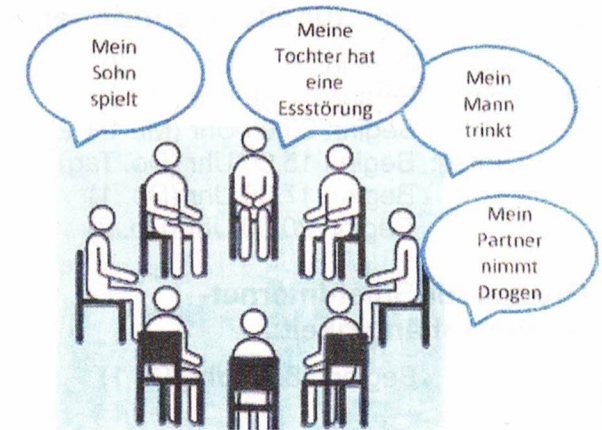 Mein
Sohn
spielt
Meine
Tochter hat
eine
Essstörung
Mein
Mann
trinkt
Mein
Partner
nimmt
Drogen